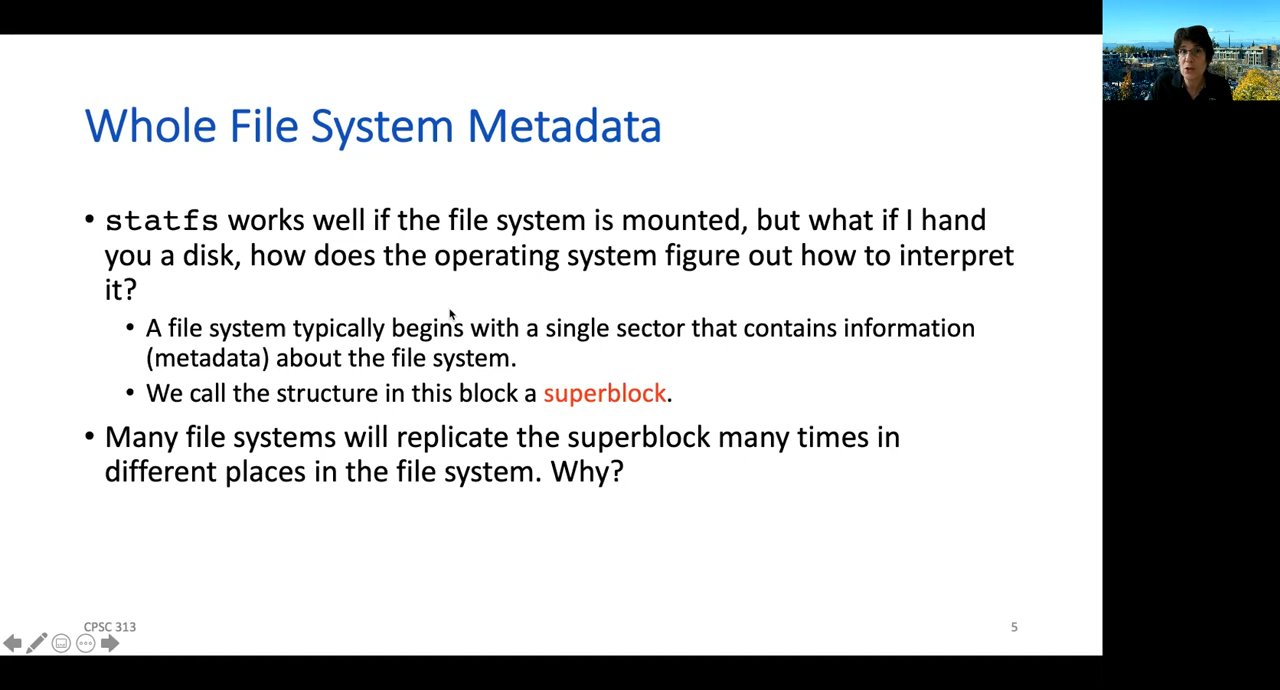 Whole File System Metadata
• statfs works well if the file system is mounted, but what if I hand
you a disk, how does the operating system figure out how to interpret
it?
• A file system typically begins with a single sector that contains information
(metadata) about the file system.
• We call the structure in this block a superblock.
• Many file systems will replicate the superblock many times in
different places in the file system. Why?
CPSC 313
5